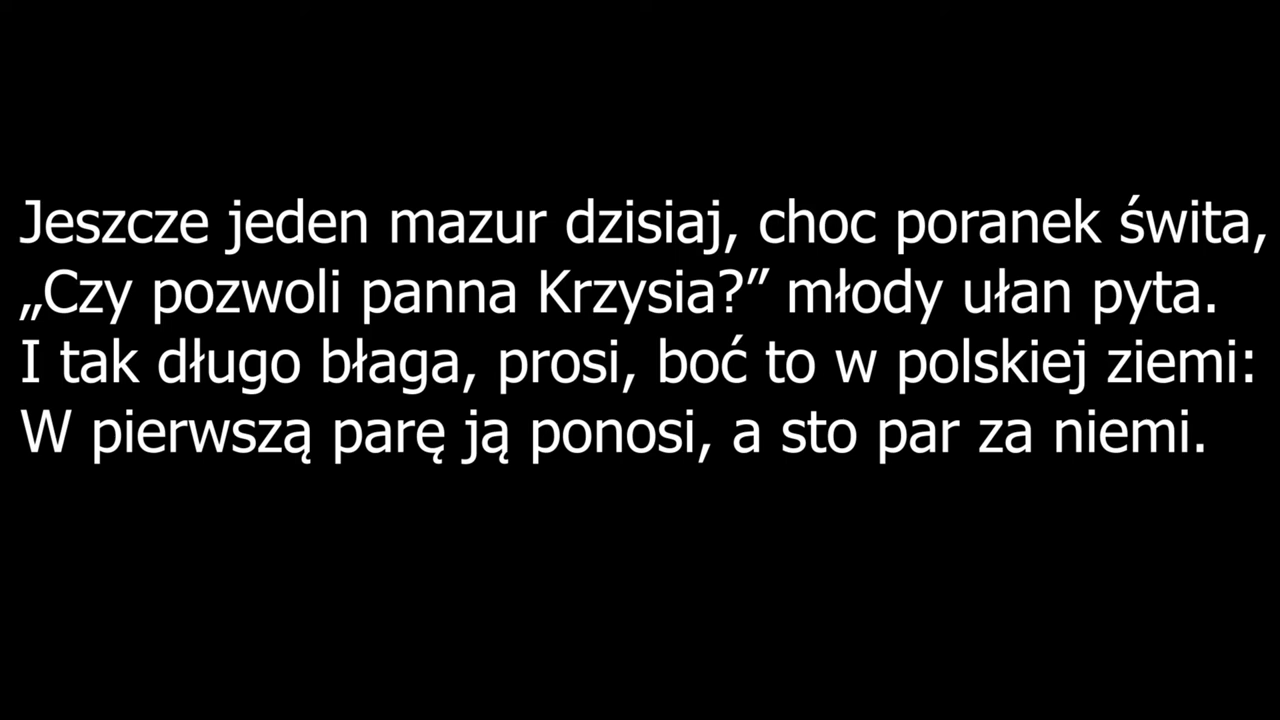 Jeszcze jeden mazur dzisiaj, choc poranek świta,
„Czy pozwoli panna Krzysia?” młody ułan pyta.
I tak długo błaga, prosi, boć to w polskiej ziemi:
W pierwszą parę ją ponosi, a sto par za niemi.